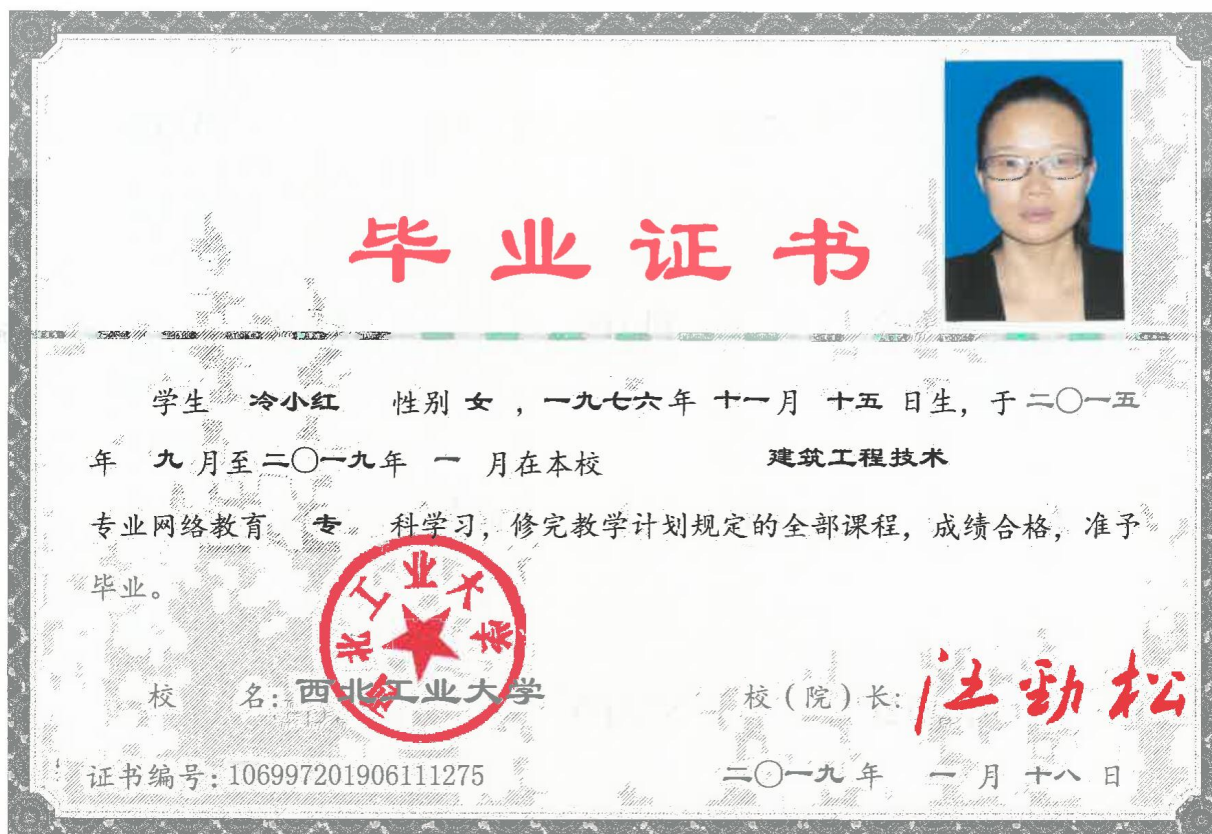 毕业证书
学生 冷小红 性别 女 ，一九七六年 十一月 十五 日生，于 二〇一五
年 九 月至 二〇一九年 一 月在本校 建筑工程技术
专业网络教育 专 科学习，修完教学计划规定的全部课程，成绩合格，准予
毕业。
西北工业大学
校 名：西北工业大学 校（院）长：汪劲松
证书编号：106997201906111275 二〇一九 年 一 月 十八 日